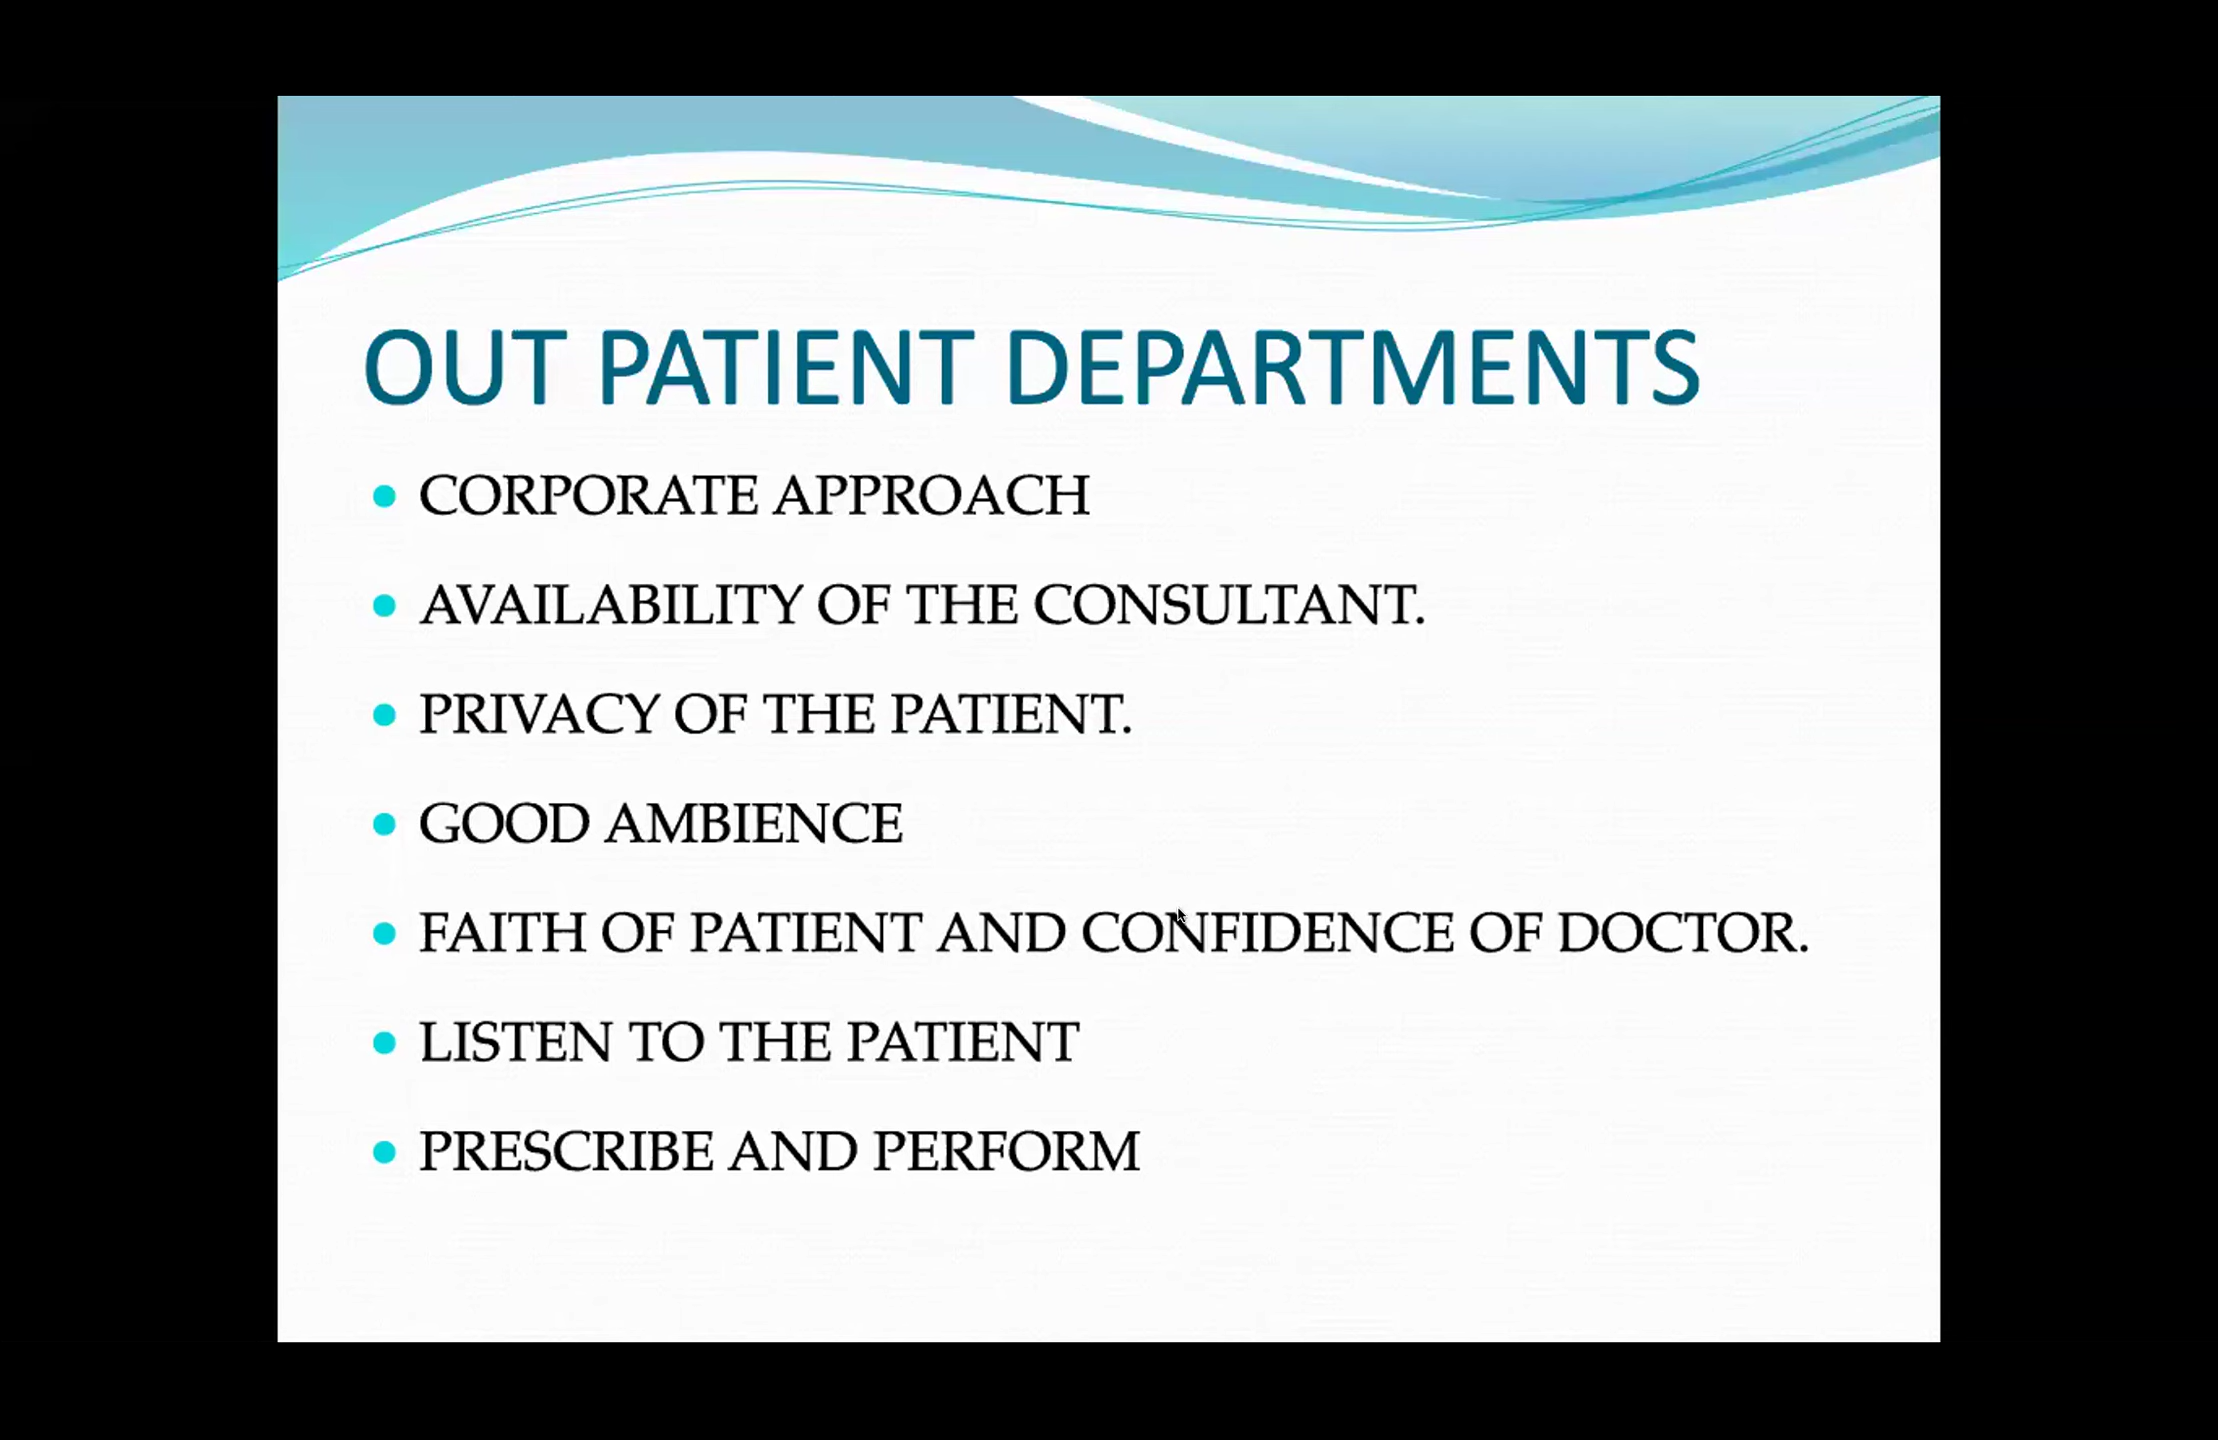 OUT PATIENT DEPARTMENTS
CORPORATE APPROACH
AVAILABILITY OF THE CONSULTANT.
PRIVACY OF THE PATIENT.
GOOD AMBIENCE
FAITH OF PATIENT AND CONFIDENCE OF DOCTOR.
LISTEN TO THE PATIENT
PRESCRIBE AND PERFORM